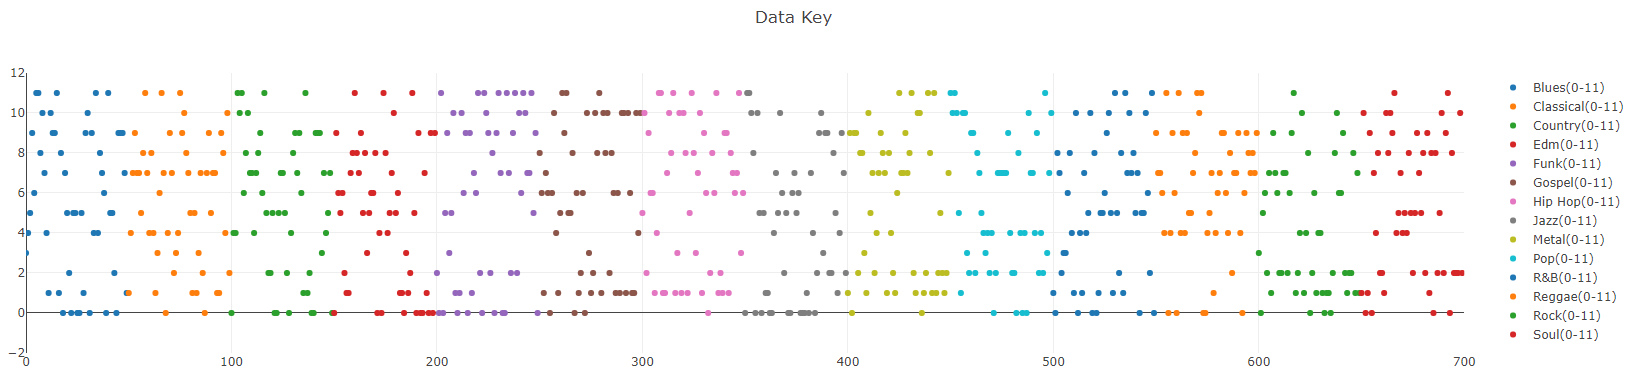 Data Key
12
10
8
6
4
2
0
−2
0 100 200 300 400 500 600 700
Blues(0-11)
Classical(0-11)
Country(0-11)
Edm(0-11)
Funk(0-11)
Gospel(0-11)
Hip Hop(0-11)
Jazz(0-11)
Metal(0-11)
Pop(0-11)
R&B(0-11)
Reggae(0-11)
Rock(0-11)
Soul(0-11)